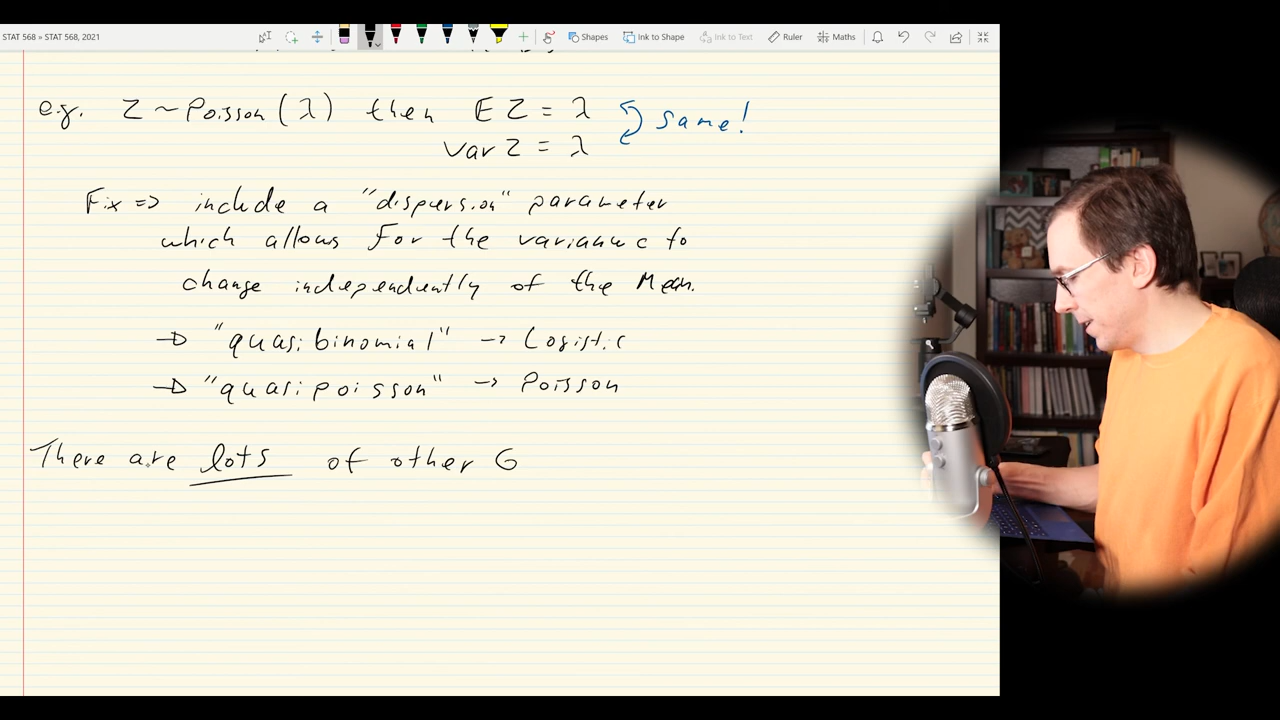 STAT 568 » STAT 568, 2021
Shapes
Ink to Shape
Ink to Text
Ruler
Maths
e.g. Z ~ Poisson (λ) then E Z = λ
same!
Var Z = λ
Fix => include a "dispersion" parameter
which allows for the variance to
change independently of the Mean.
→ "quasibinomial" → Logistic
→ "quasipoisson" → Poisson
There are lots of other G